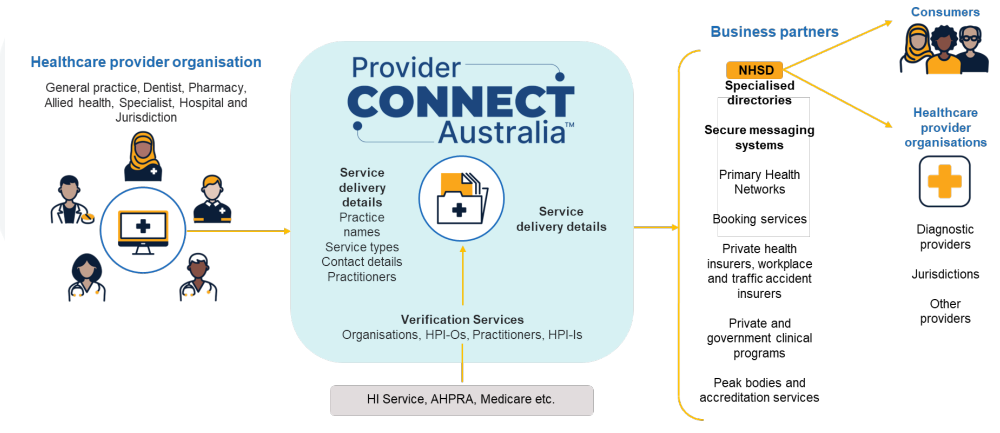 Healthcare provider organisation
General practice, Dentist, Pharmacy,
Allied health, Specialist, Hospital and
Jurisdiction
Provider
CONNECT
Australia™
Service
delivery
details
Practice
names
Service types
Contact details
Practitioners
Service
delivery details
Verification Services
Organisations, HPI-Os, Practitioners, HPI-Is
HI Service, AHPRA, Medicare etc.
Business partners
NHSD
Specialised
directories
Secure messaging
systems
Primary Health
Networks
Booking services
Private health
insurers, workplace
and traffic accident
insurers
Private and
government clinical
programs
Peak bodies and
accreditation services
Consumers
Healthcare
provider
organisations
Diagnostic
providers
Jurisdictions
Other
providers